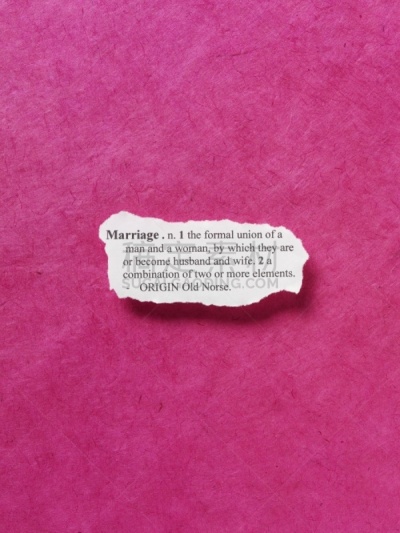 Marriage . n. 1 the formal union of a
man and a woman, by which they are
or become husband and wife. 2 a
combination of two or more elements.
- ORIGIN Old Norse.